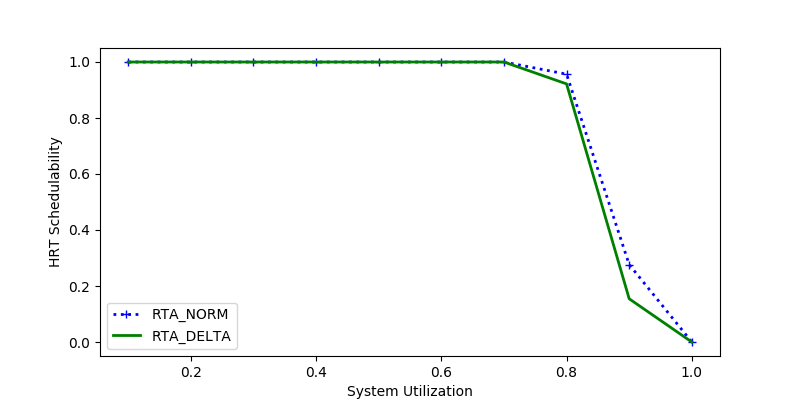 1.0
0.8
0.6
0.4
0.2
0.0
HRT Schedulability
RTA_NORM
RTA_DELTA
0.2 0.4 0.6 0.8 1.0
System Utilization